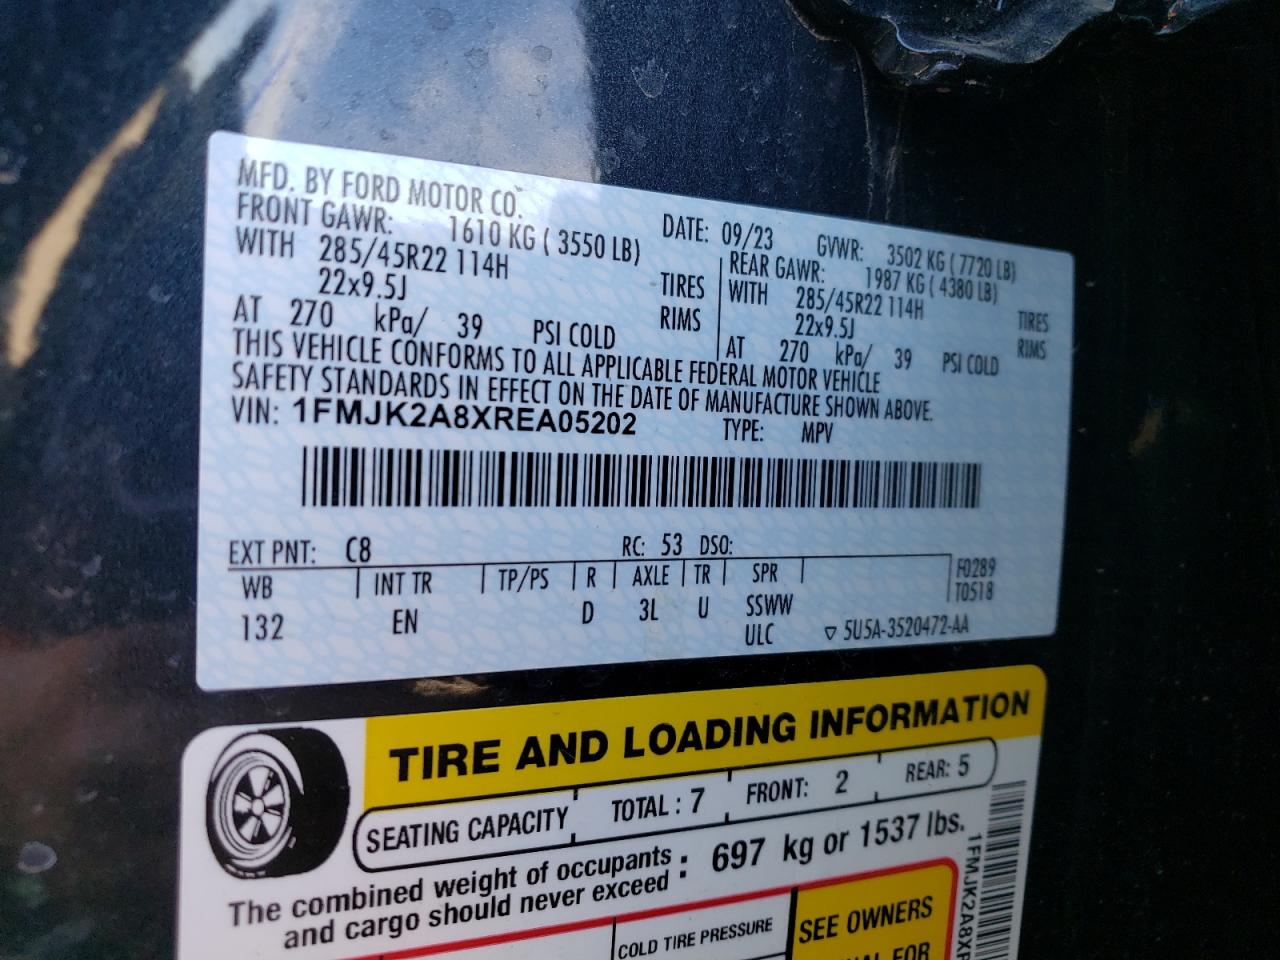 MFD. BY FORD MOTOR CO.
DATE: 09/23 GVWR: 3502 KG ( 7720 LB)
FRONT GAWR: 1610 KG ( 3550 LB)
WITH 285/45R22 114H TIRES
22x9.5J RIMS
AT 270 kPa/ 39 PSI COLD
REAR GAWR: 1987 KG ( 4380 LB)
WITH 285/45R22 114H TIRES
22x9.5J RIMS
AT 270 kPa/ 39 PSI COLD
THIS VEHICLE CONFORMS TO ALL APPLICABLE FEDERAL MOTOR VEHICLE
SAFETY STANDARDS IN EFFECT ON THE DATE OF MANUFACTURE SHOWN ABOVE.
VIN: 1FMJK2A8XREA05202 TYPE: MPV
EXT PNT: C8 RC: 53 DSO:
WB INT TR TP/PS R AXLE TR SPR F0289
T0518
132 EN D 3L U SSWW
ULC ▽ 5U5A-3520472-AA
TIRE AND LOADING INFORMATION
SEATING CAPACITY TOTAL : 7 FRONT: 2 REAR: 5
The combined weight of occupants
and cargo should never exceed : 697 kg or 1537 lbs.
COLD TIRE PRESSURE
SEE OWNERS
FOR
1FMJK2A8X